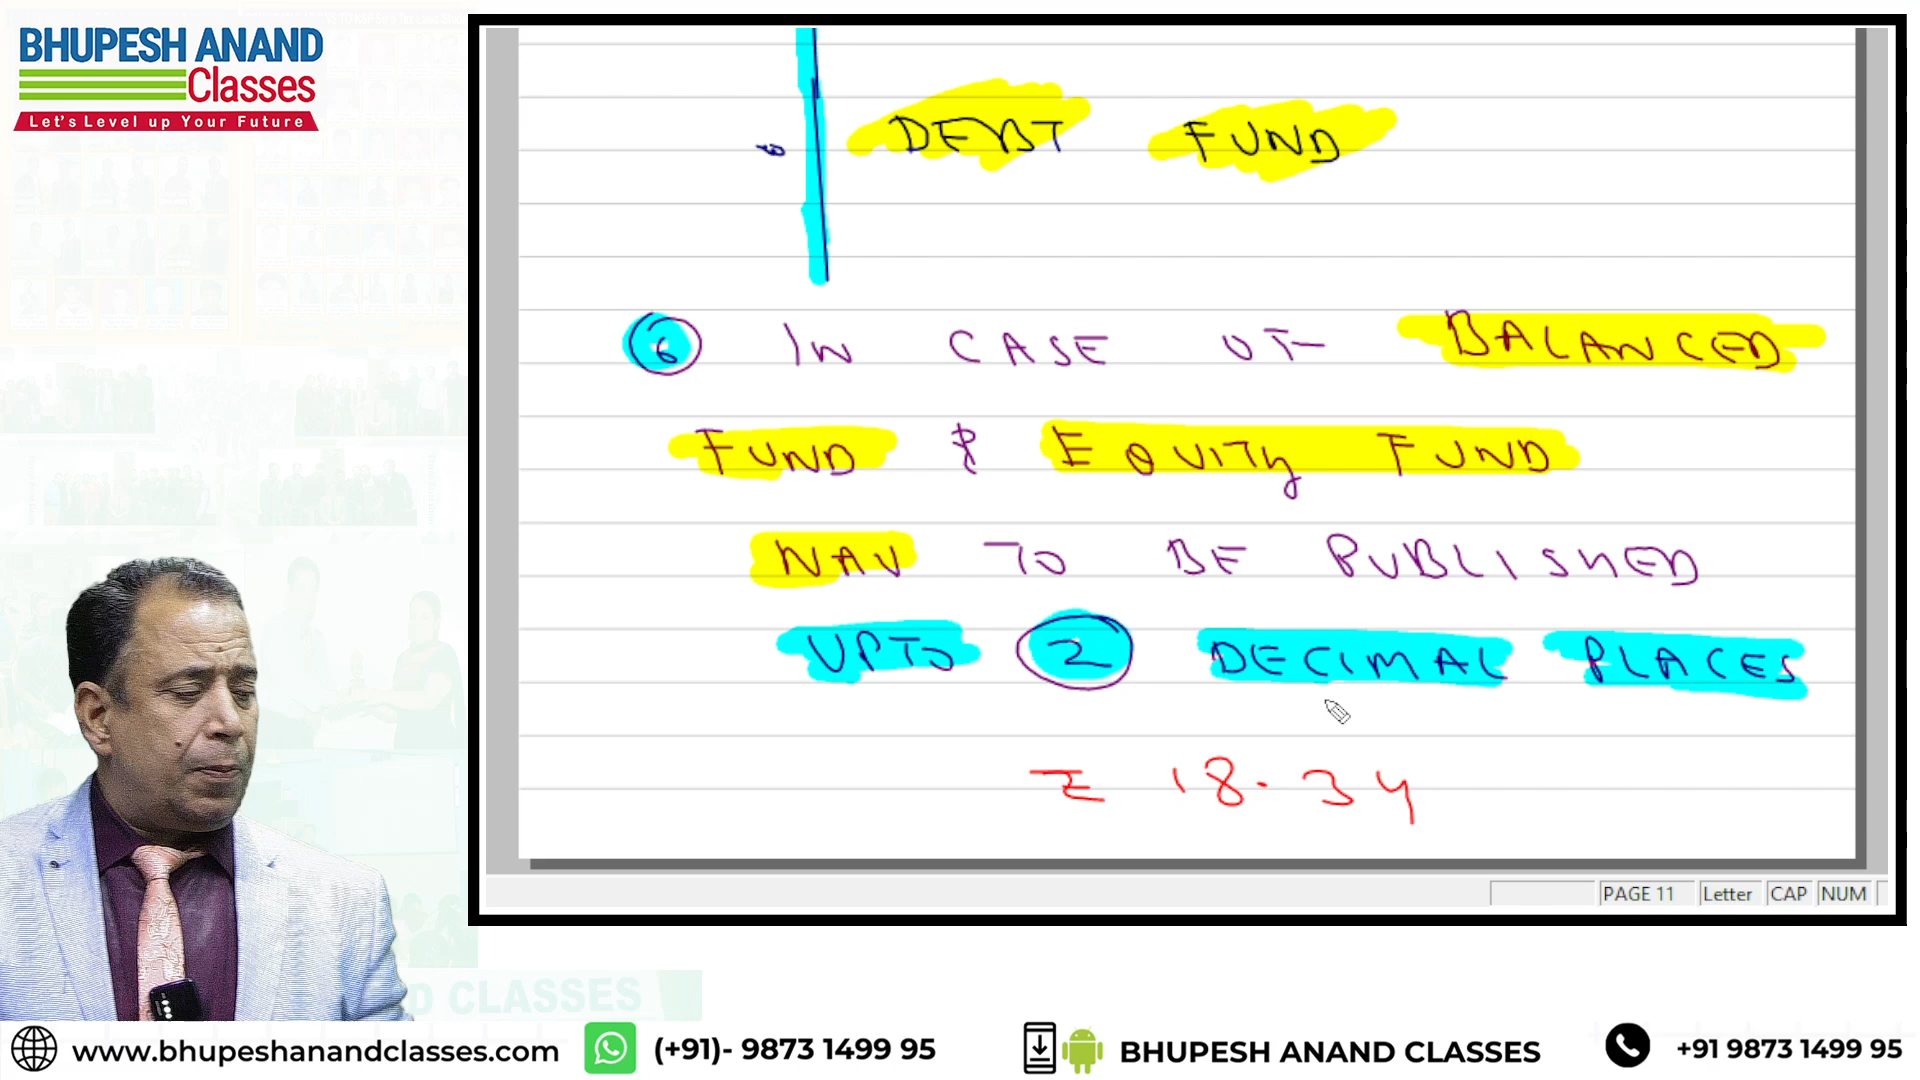 BHUPESH ANAND
Classes
Let's Level up Your Future
DEBT FUND
6 IN CASE OF BALANCED
FUND & EQUITY FUND
NAV TO BE PUBLISHED
UPTO 2 DECIMAL PLACES
₹ 18.34
PAGE 11 Letter CAP NUM
D CLASSES
www.bhupeshanandclasses.com (+91)- 9873 1499 95 BHUPESH ANAND CLASSES +91 9873 1499 95